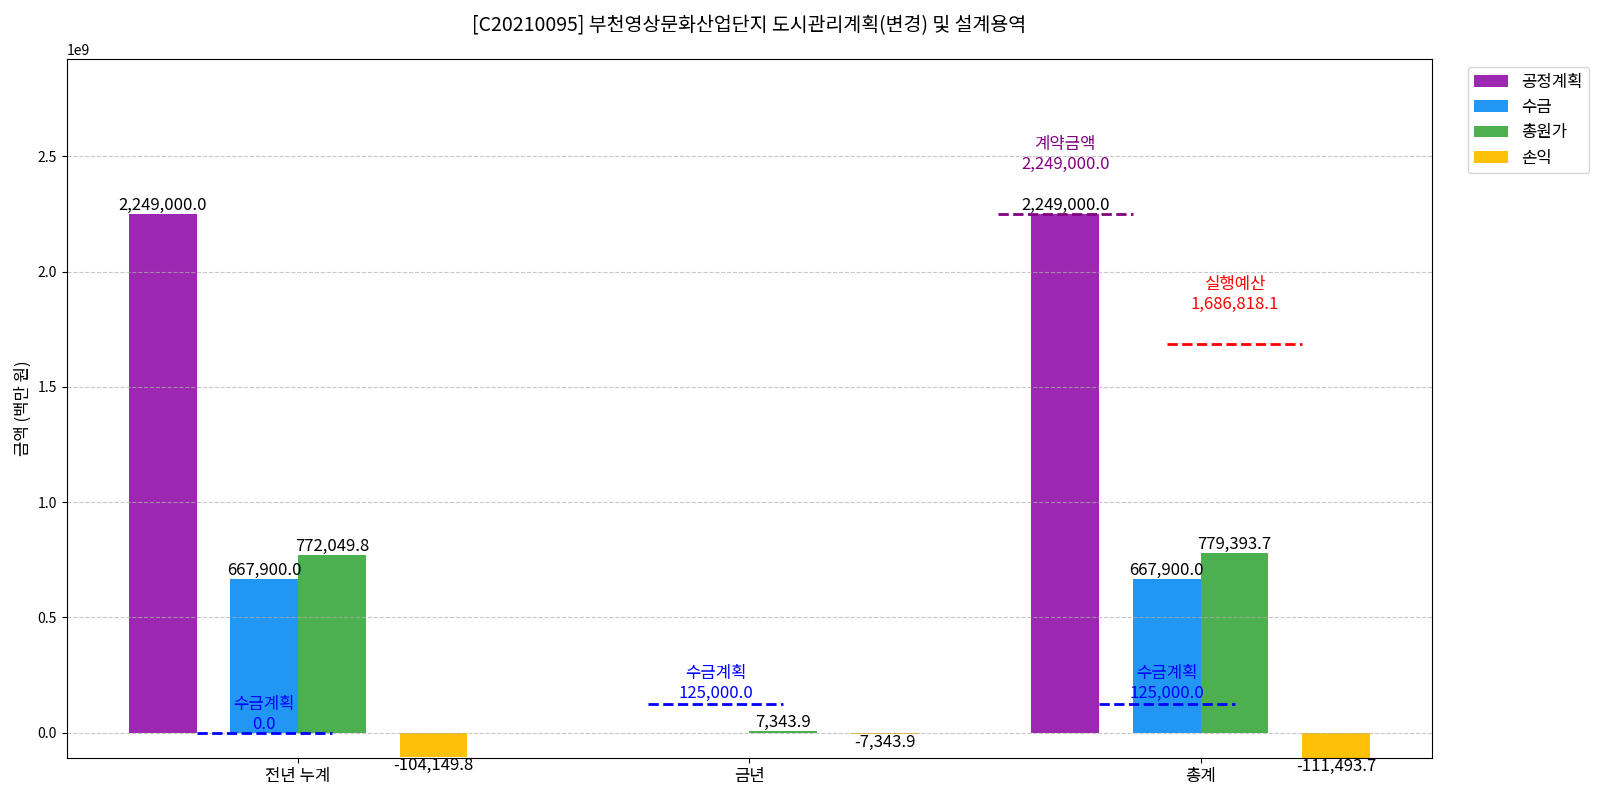 [C20210095] 부천영상문화산업단지 도시관리계획(변경) 및 설계용역
1e9
금액 (백만 원)
2.5
2.0
1.5
1.0
0.5
0.0
2,249,000.0
667,900.0
772,049.8
수금계획
0.0
-104,149.8
전년 누계
수금계획
125,000.0
7,343.9
-7,343.9
금년
계약금액
2,249,000.0
2,249,000.0
실행예산
1,686,818.1
667,900.0
779,393.7
수금계획
125,000.0
-111,493.7
총계
공정계획
수금
총원가
손익